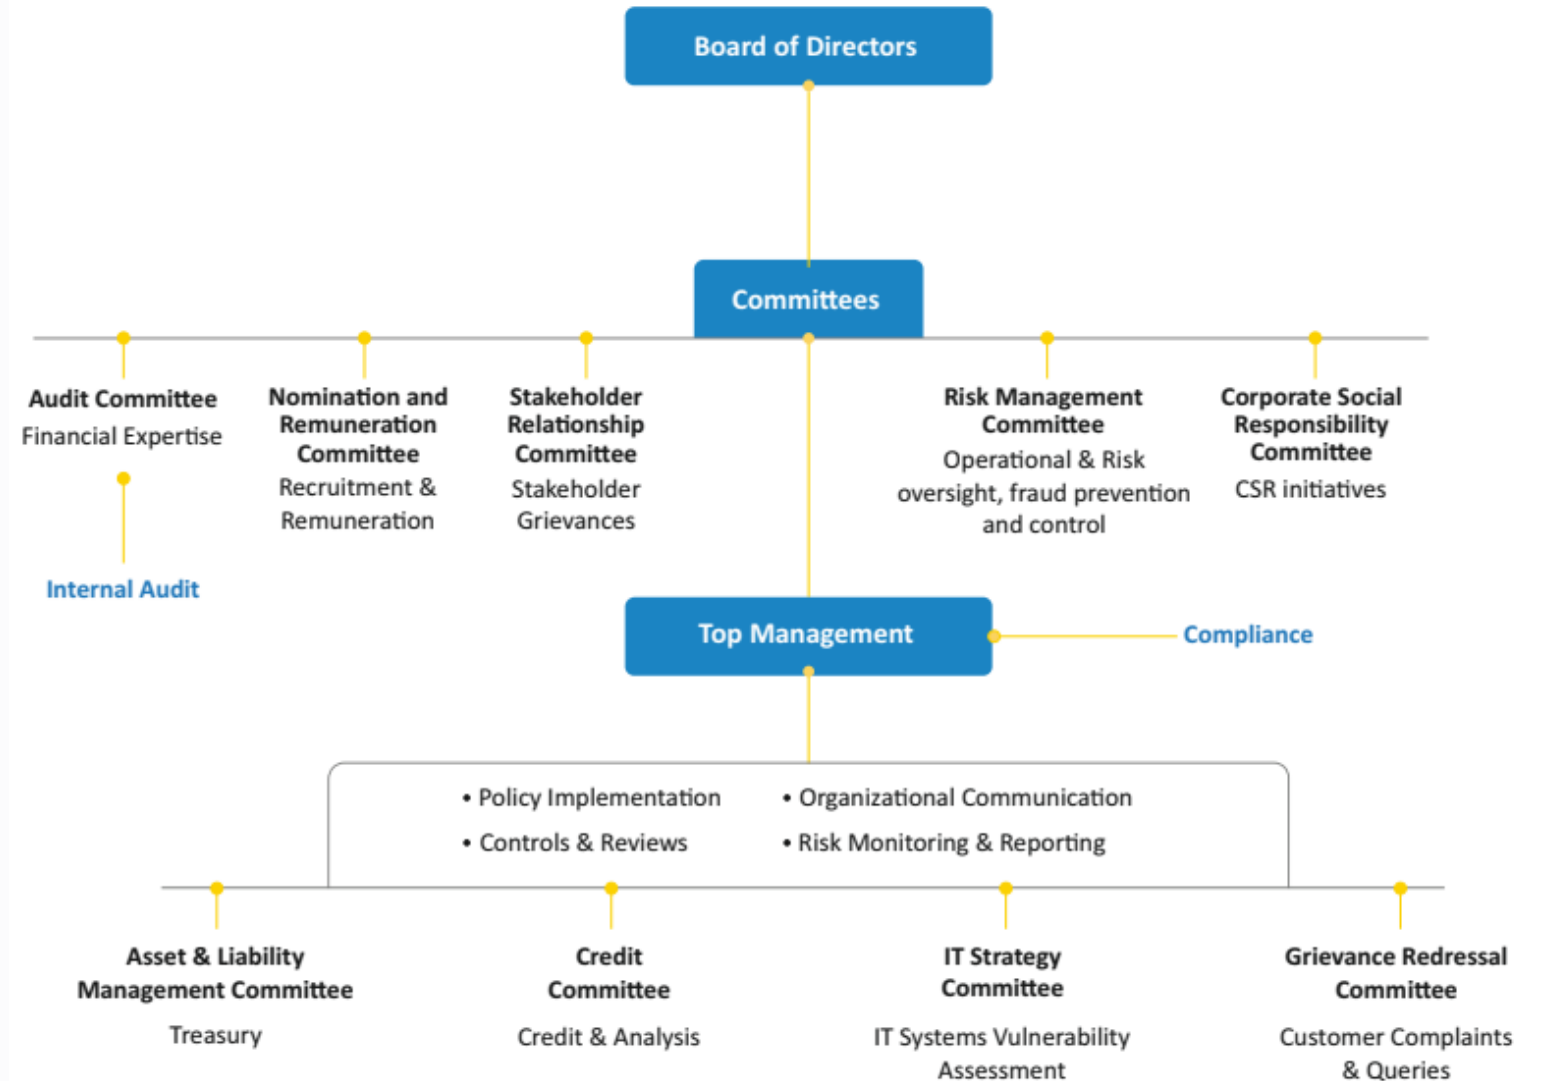 Board of Directors
Committees
Audit Committee
Financial Expertise
Internal Audit
Nomination and
Remuneration
Committee
Recruitment &
Remuneration
Stakeholder
Relationship
Committee
Stakeholder
Grievances
Risk Management
Committee
Operational & Risk
oversight, fraud prevention
and control
Corporate Social
Responsibility
Committee
CSR initiatives
Top Management
Compliance
• Policy Implementation
• Controls & Reviews
• Organizational Communication
• Risk Monitoring & Reporting
Asset & Liability
Management Committee
Treasury
Credit
Committee
Credit & Analysis
IT Strategy
Committee
IT Systems Vulnerability
Assessment
Grievance Redressal
Committee
Customer Complaints
& Queries